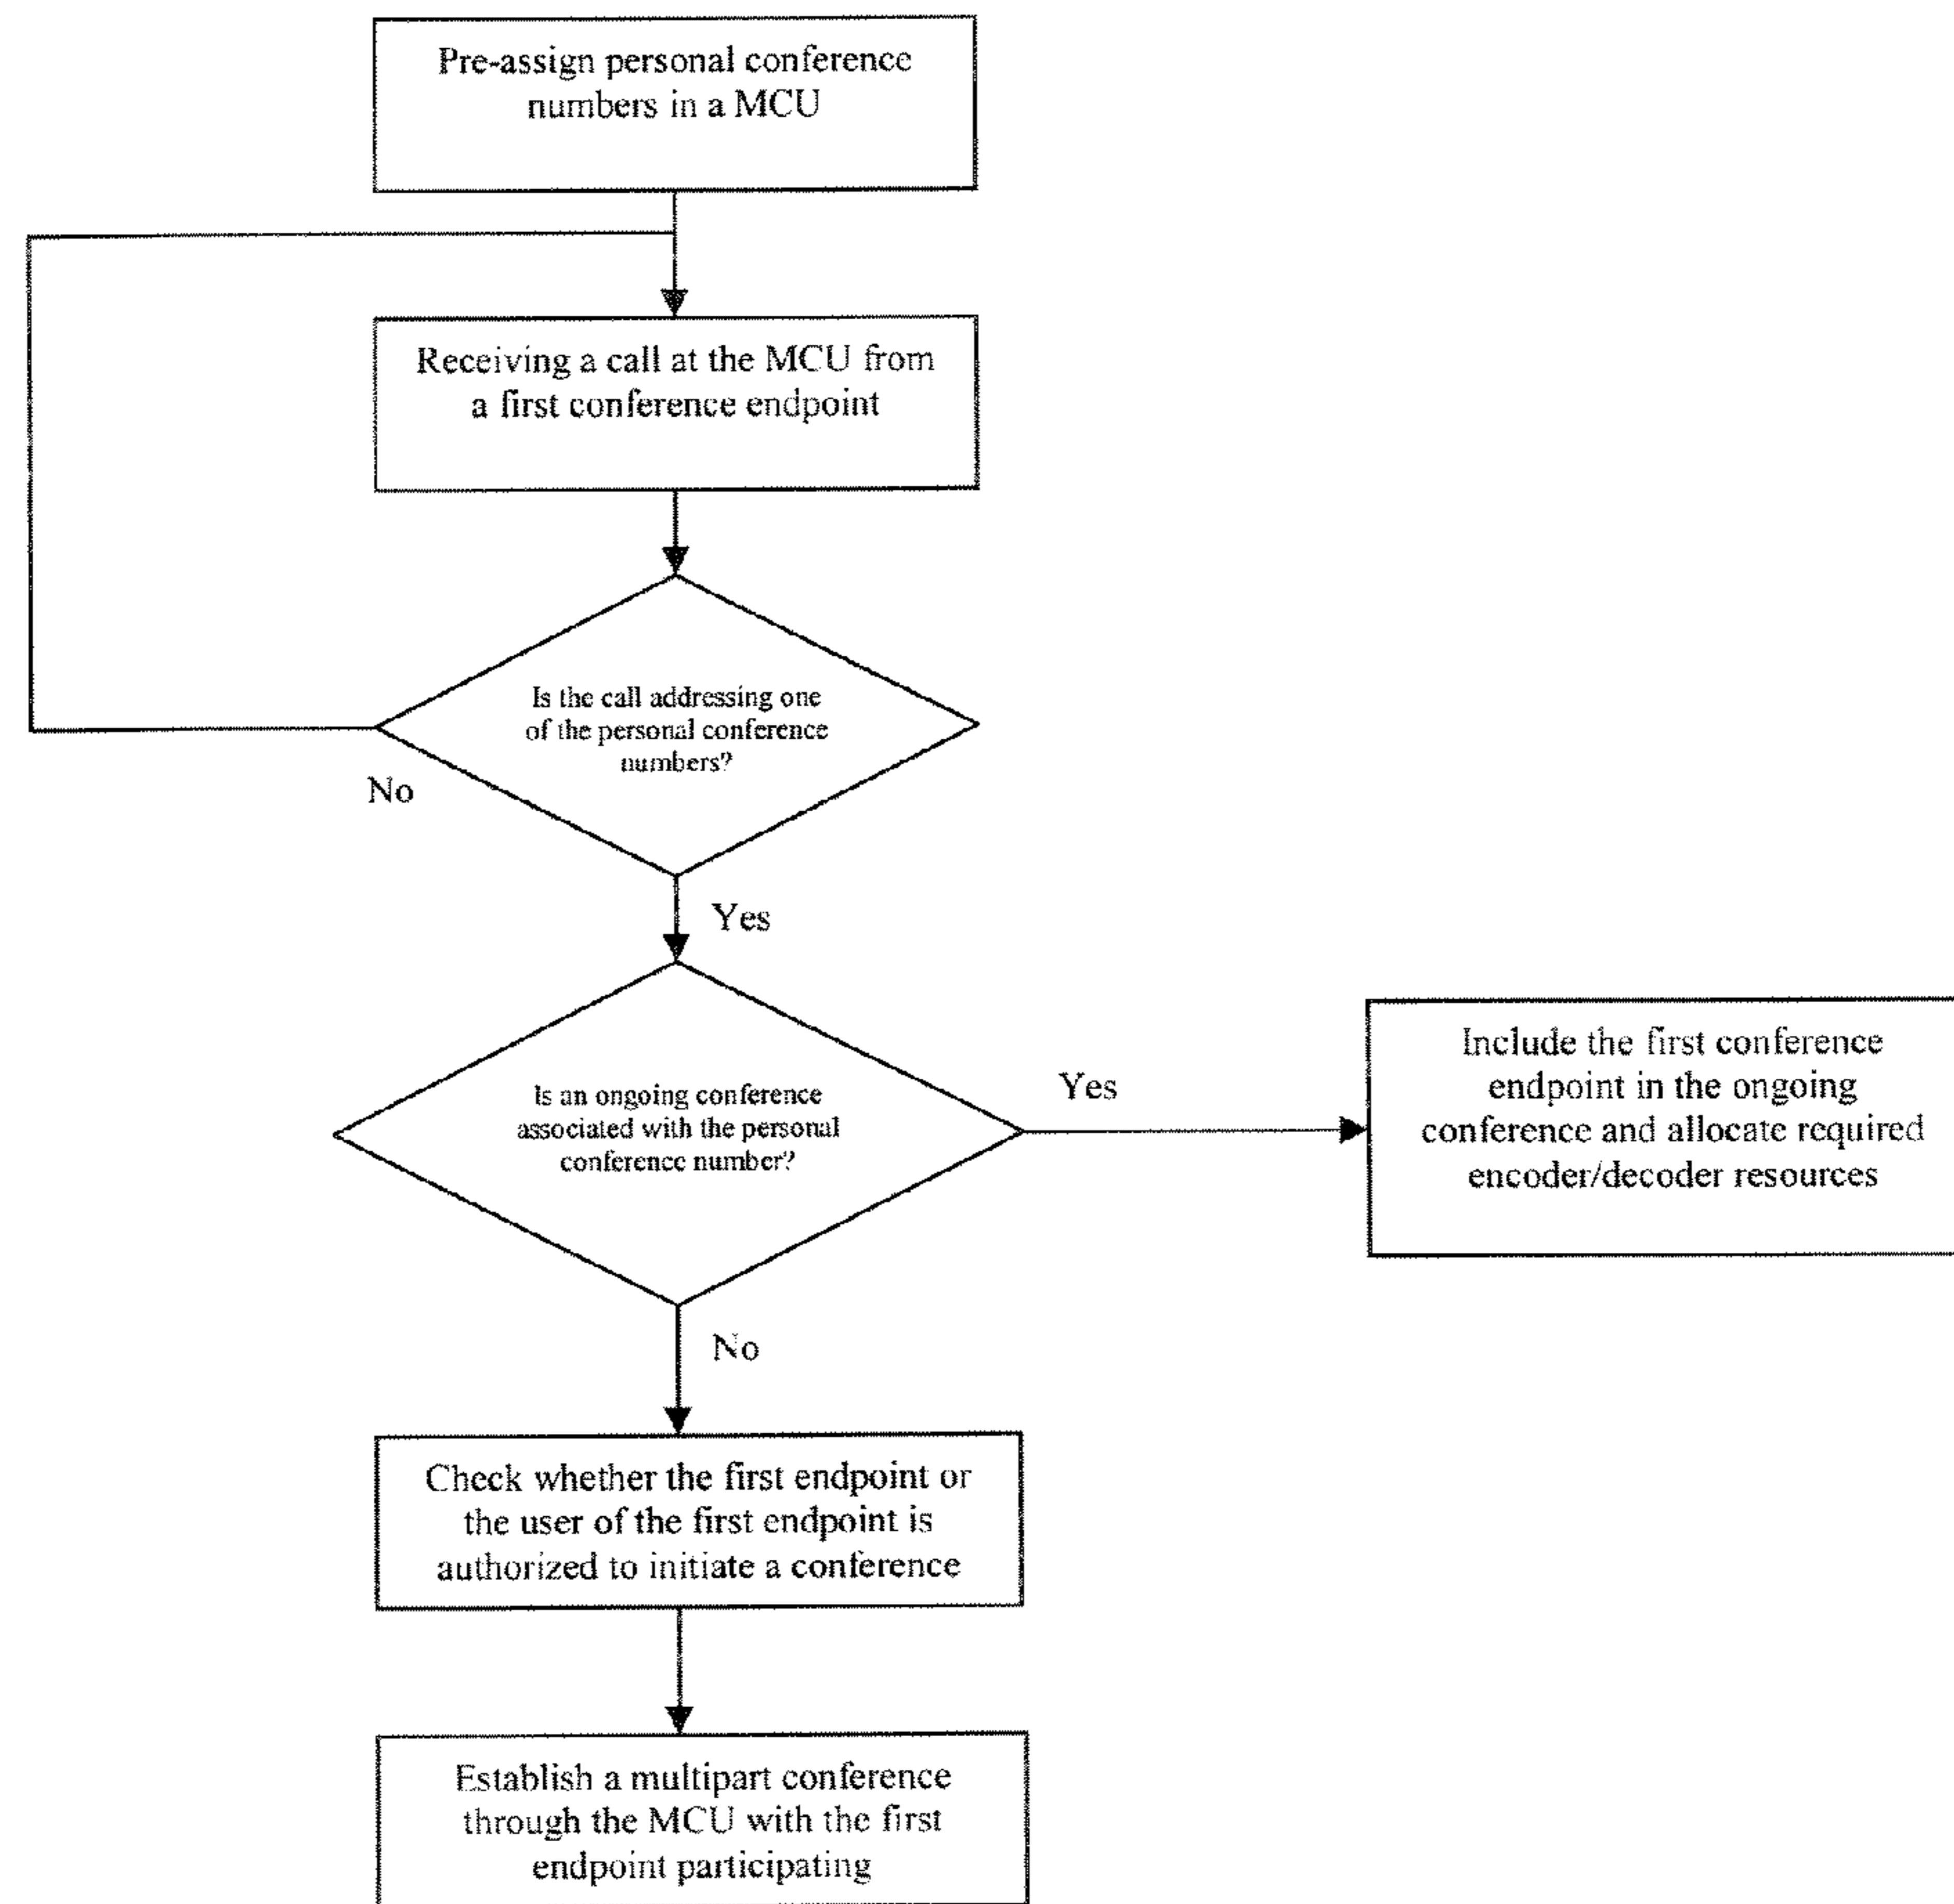 Pre-assign personal conference
numbers in a MCU
Receiving a call at the MCU from
a first conference endpoint
Is the call addressing one
of the personal conference
numbers?
No
Yes
Is an ongoing conference
associated with the personal
conference number?
Yes
Include the first conference
endpoint in the ongoing
conference and allocate required
encoder/decoder resources
No
Check whether the first endpoint or
the user of the first endpoint is
authorized to initiate a conference
Establish a multipart conference
through the MCU with the first
endpoint participating